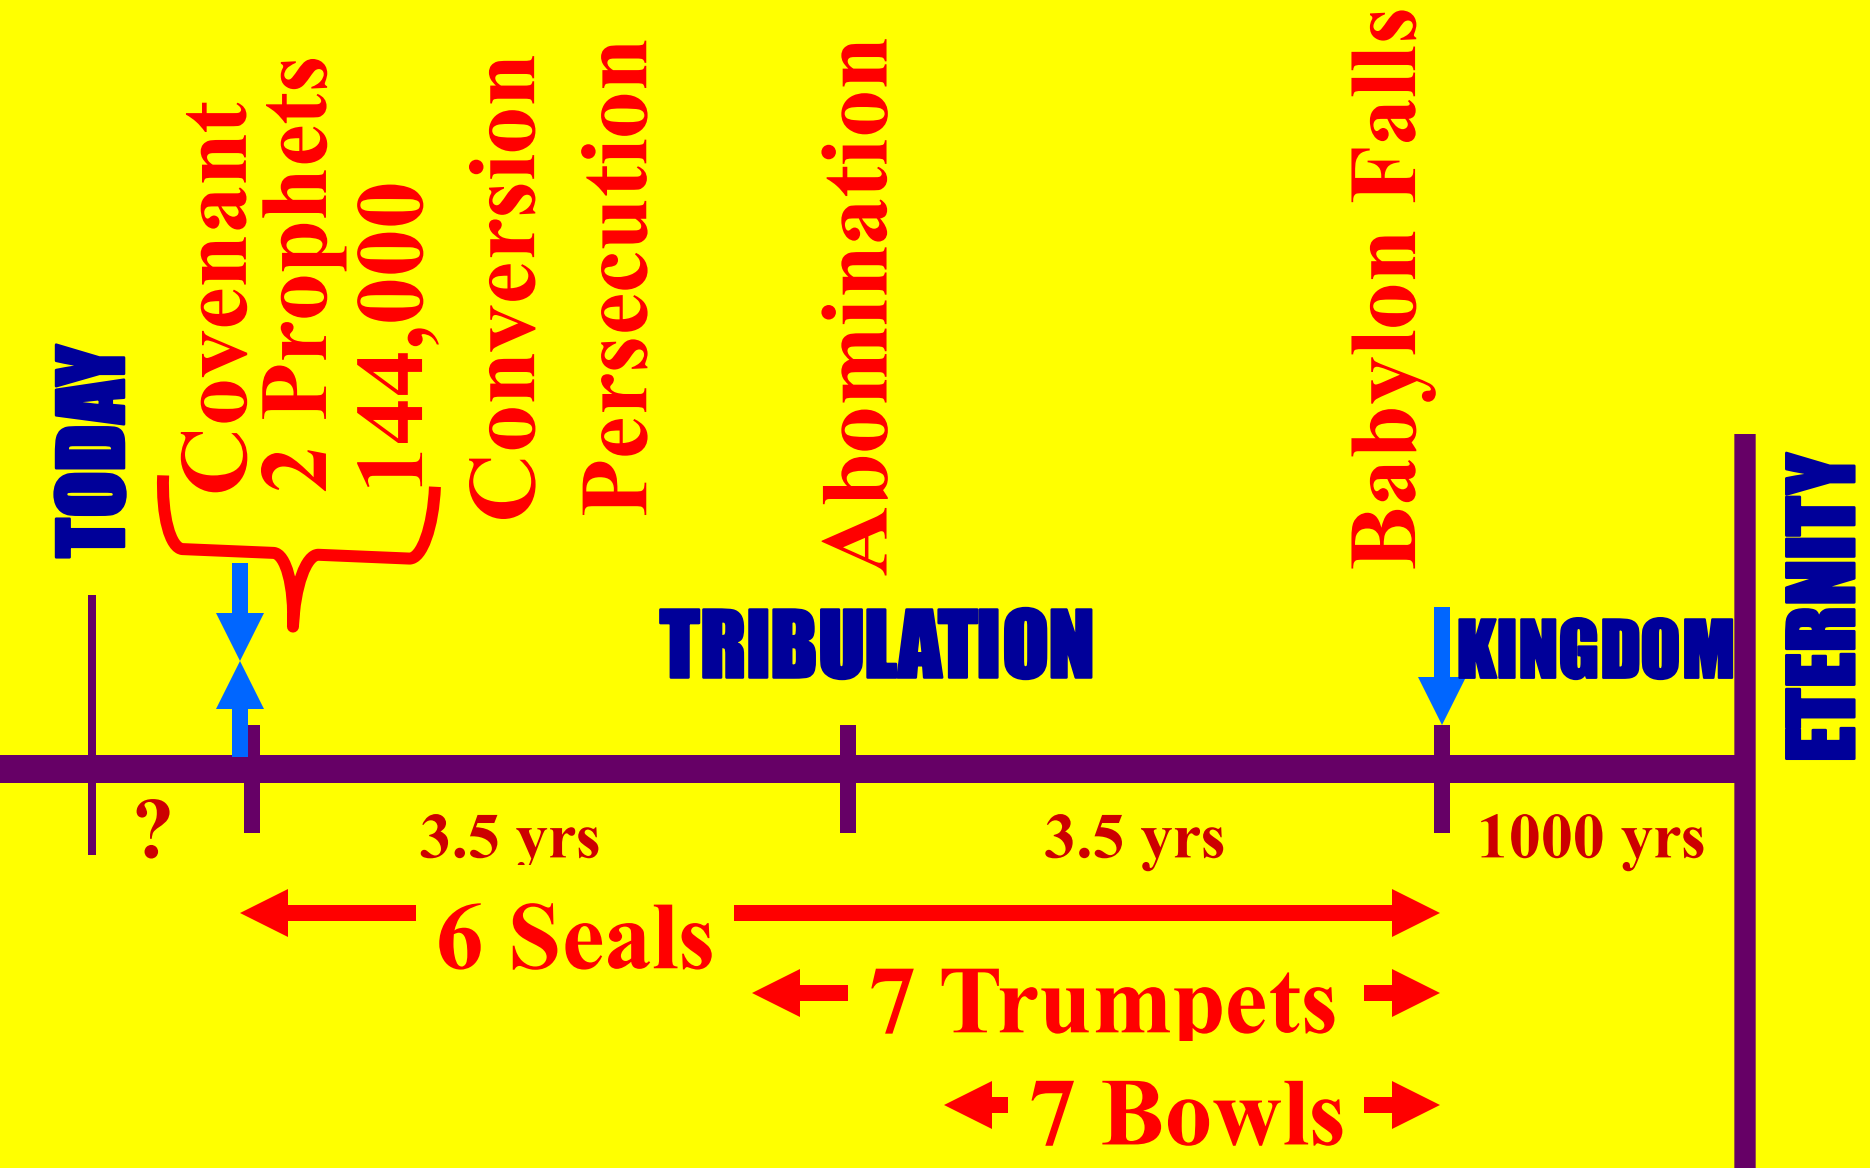 TODAY
Covenant
2 Prophets
144,000
Conversion
Persecution
Abomination
Babylon Falls
TRIBULATION
KINGDOM
ETERNITY
?
3.5 yrs
3.5 yrs
1000 yrs
6 Seals
7 Trumpets
7 Bowls